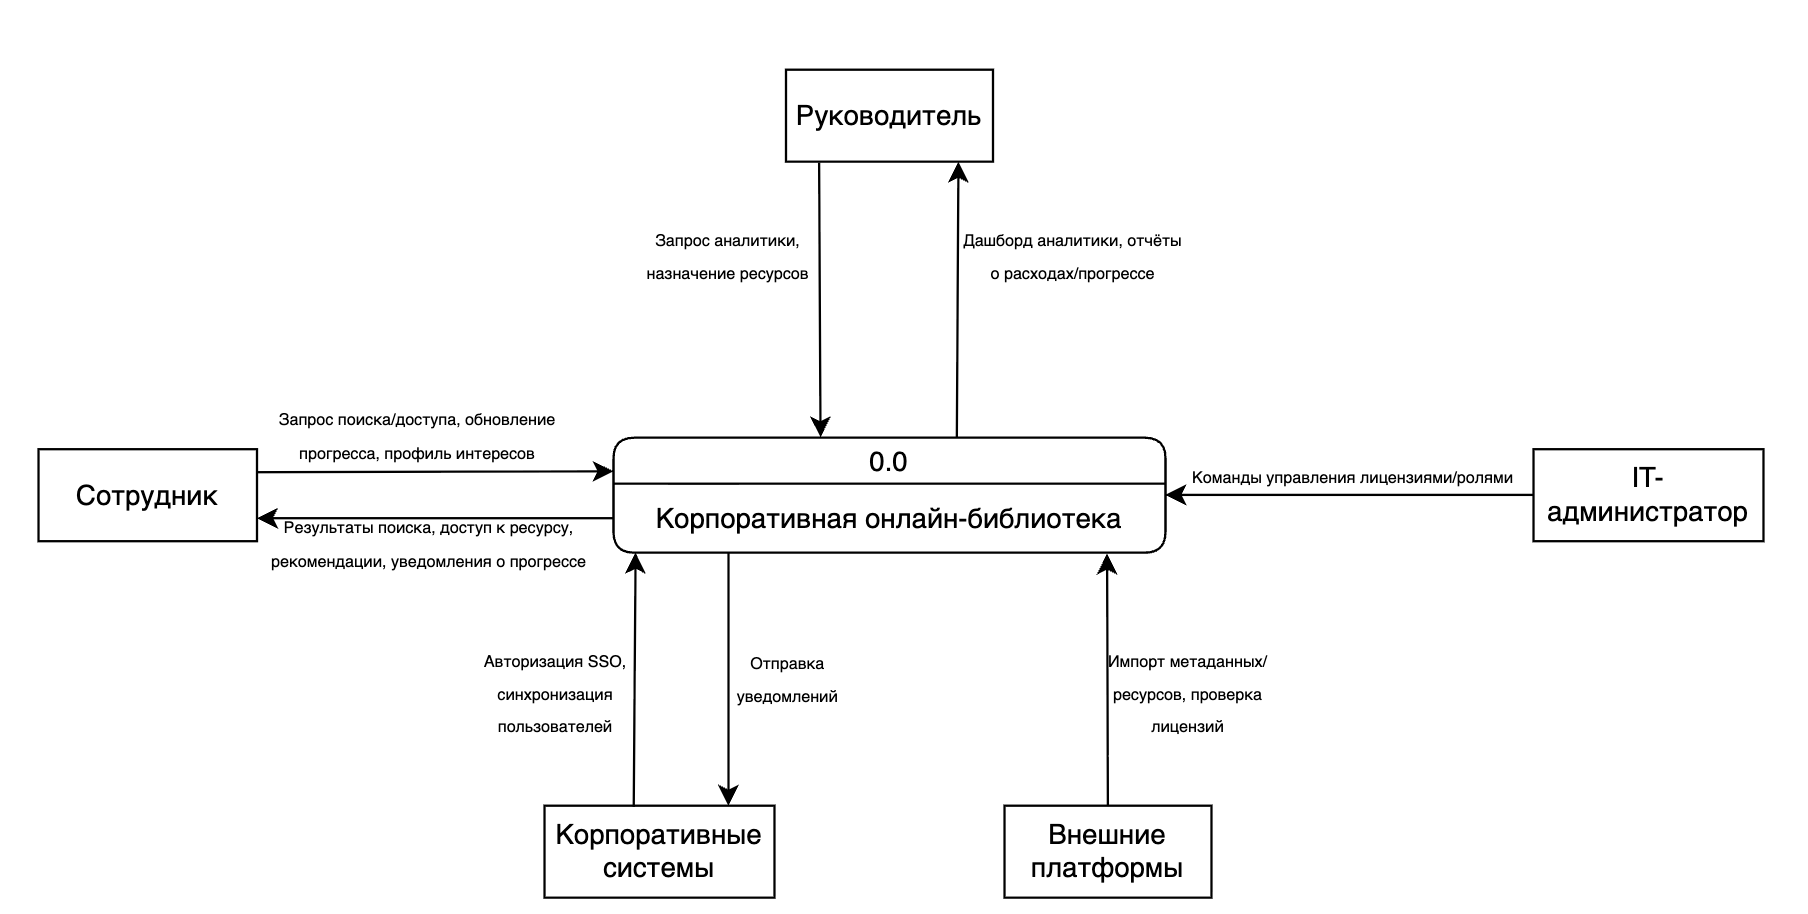 Руководитель
Запрос аналитики,
назначение ресурсов
Дашборд аналитики, отчёты
о расходах/прогрессе
Запрос поиска/доступа, обновление
прогресса, профиль интересов
Сотрудник
Результаты поиска, доступ к ресурсу,
рекомендации, уведомления о прогрессе
0.0
Корпоративная онлайн-библиотека
Команды управления лицензиями/ролями
IT-
администратор
Авторизация SSO,
синхронизация
пользователей
Отправка
уведомлений
Импорт метаданных/
ресурсов, проверка
лицензий
Корпоративные
системы
Внешние
платформы